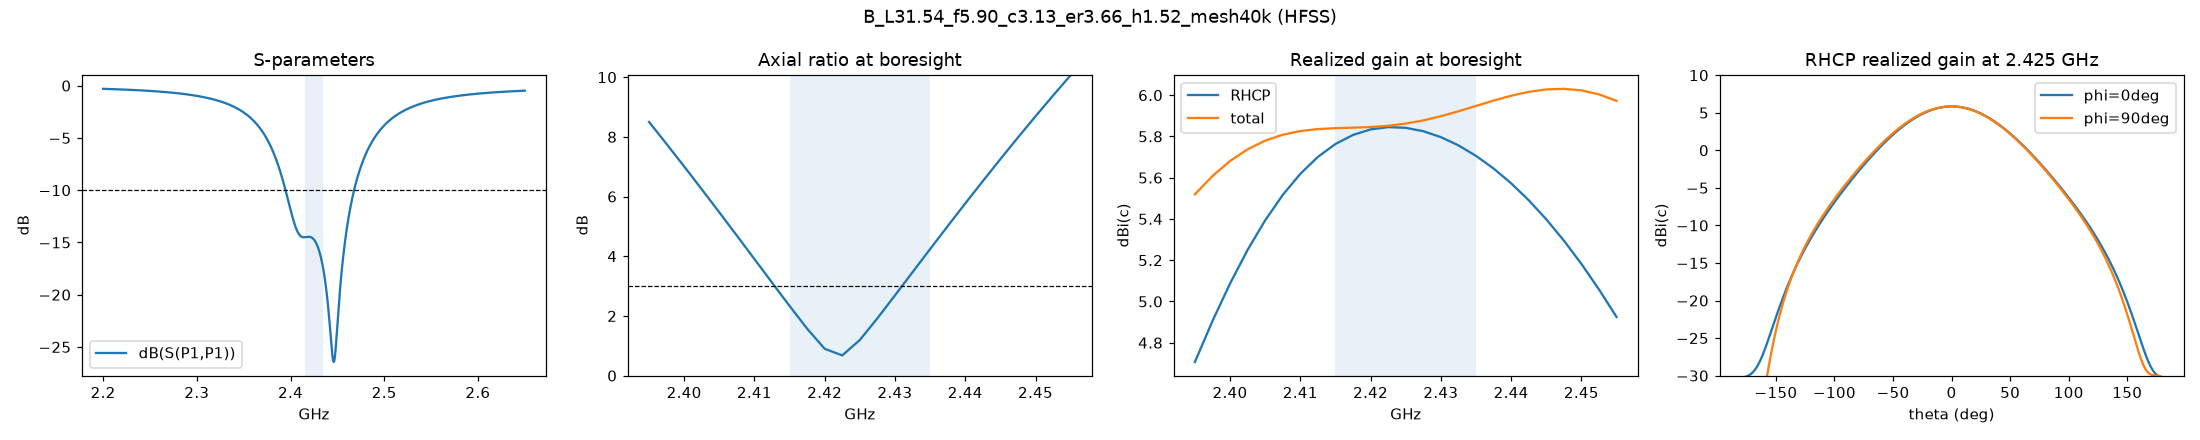 B_L31.54_f5.90_c3.13_er3.66_h1.52_mesh40k (HFSS)
S-parameters
dB
0
−5
−10
−15
−20
−25
dB(S(P1,P1))
2.2 2.3 2.4 2.5 2.6
GHz
Axial ratio at boresight
dB
10
8
6
4
2
0
2.40 2.41 2.42 2.43 2.44 2.45
GHz
Realized gain at boresight
dBi(c)
6.0
5.8
5.6
5.4
5.2
5.0
4.8
RHCP
total
2.40 2.41 2.42 2.43 2.44 2.45
GHz
RHCP realized gain at 2.425 GHz
dBi(c)
10
5
0
−5
−10
−15
−20
−25
−30
phi=0deg
phi=90deg
−150 −100 −50 0 50 100 150
theta (deg)